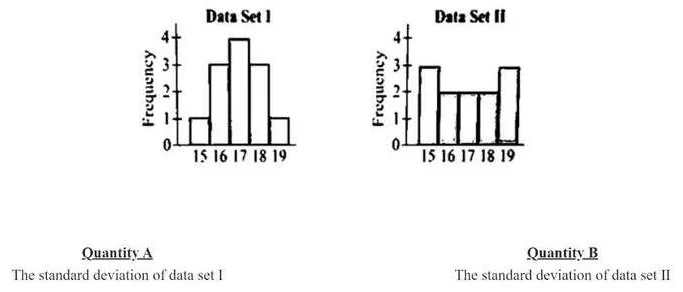 Data Set I
Frequency
4
3
2
1
0
15 16 17 18 19
Data Set II
Frequency
4
3
2
1
0
15 16 17 18 19
Quantity A
The standard deviation of data set I
Quantity B
The standard deviation of data set II